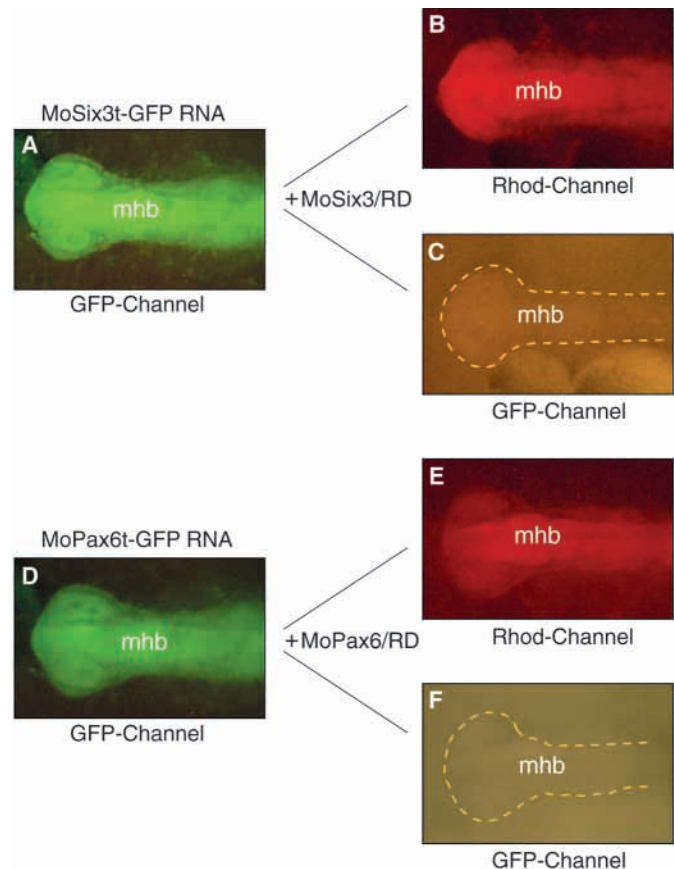 B
mhb
Rhod-Channel
MoSix3t-GFP RNA
A
mhb
GFP-Channel
+MoSix3/RD
C
mhb
GFP-Channel
E
mhb
Rhod-Channel
MoPax6t-GFP RNA
D
mhb
GFP-Channel
+MoPax6/RD
F
mhb
GFP-Channel